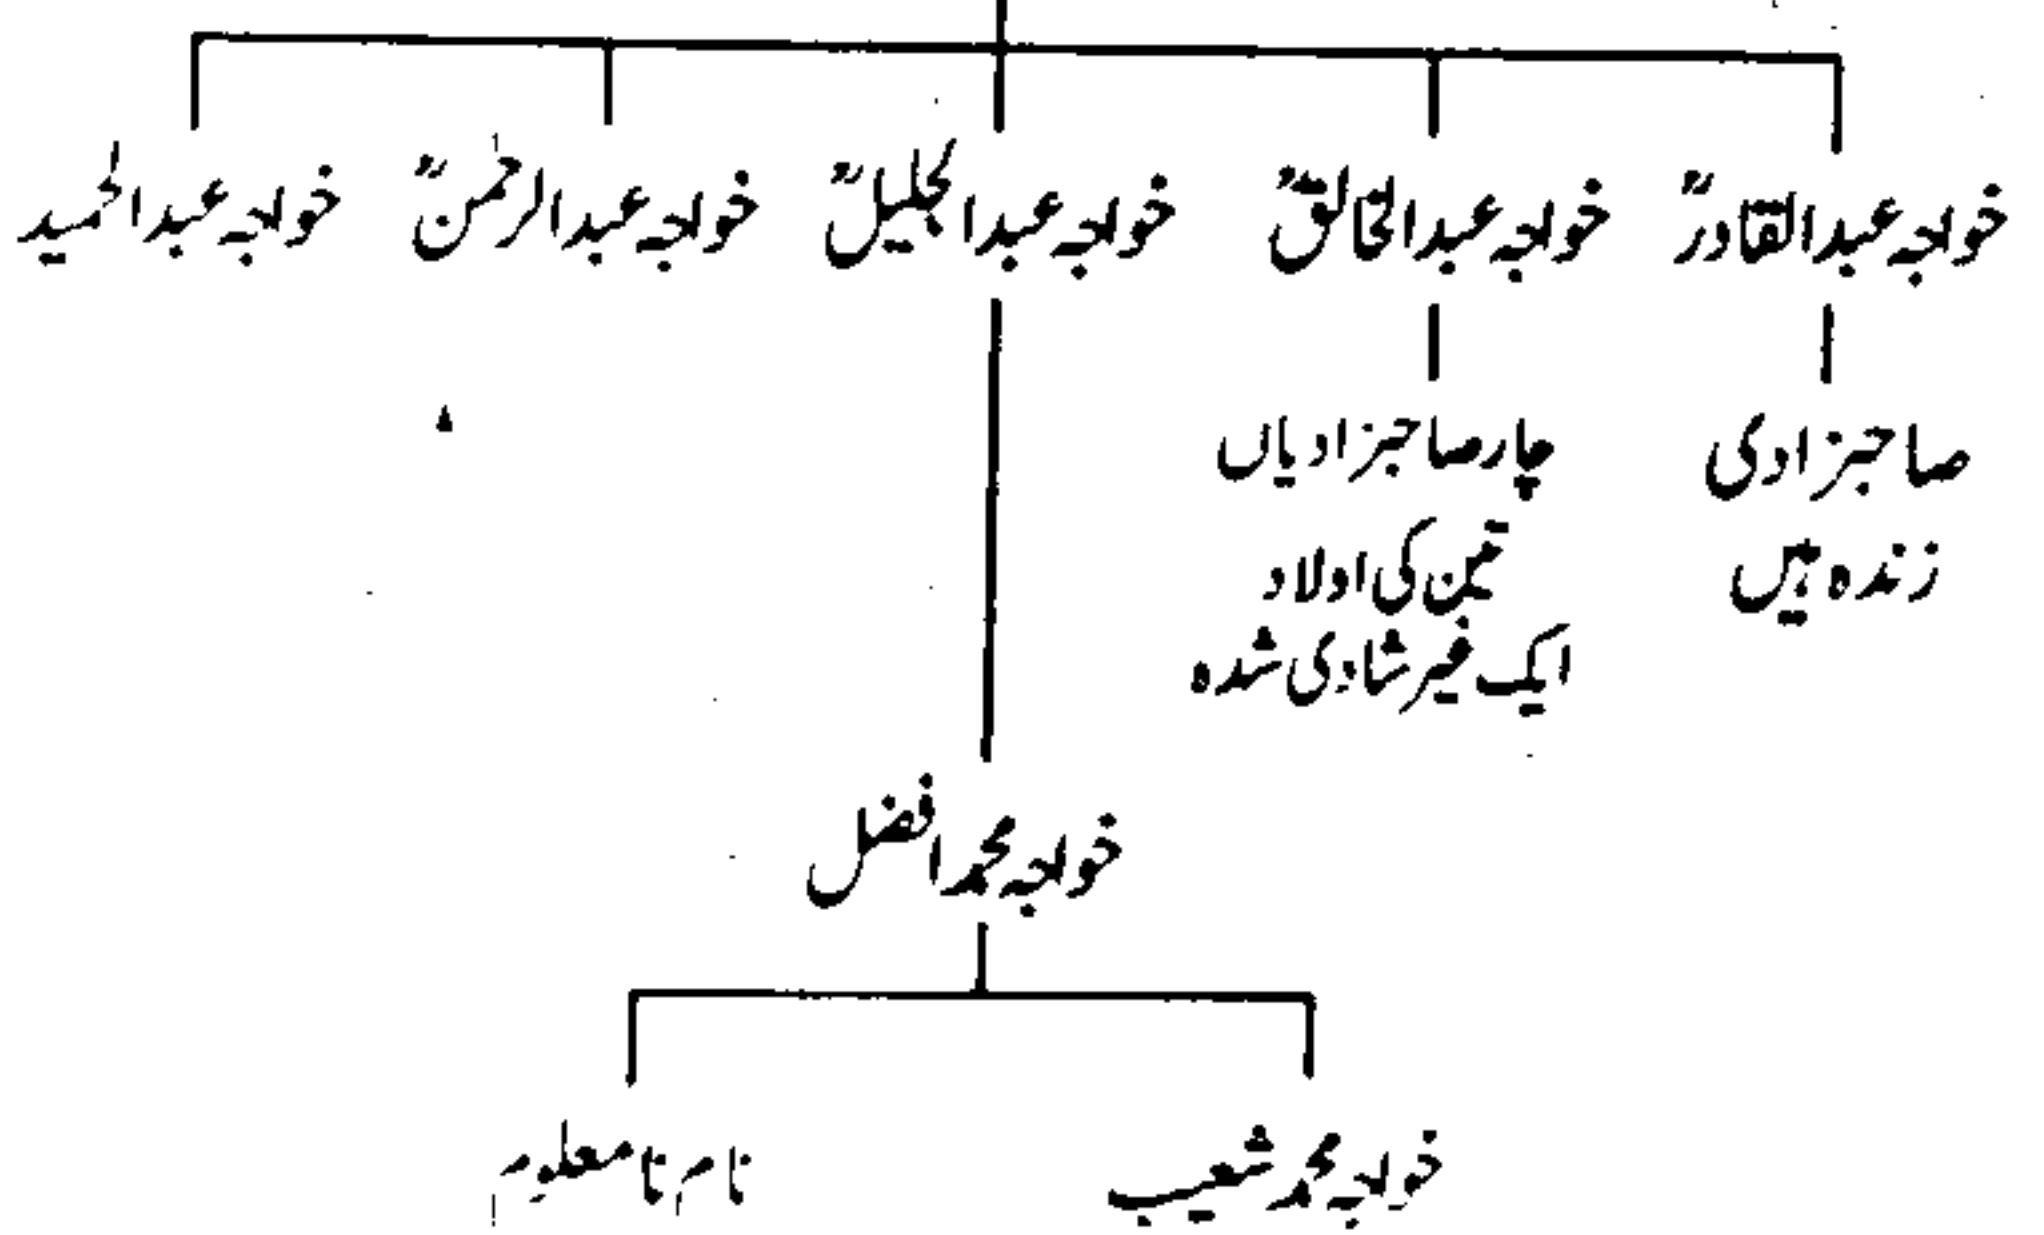 خواجہ عبدالقادرؒ خواجہ عبدالخالقؒ خواجہ عبدالجلیلؒ خواجہ عبدالرحمٰنؒ خواجہ عبدالحمید
صاحبزادی
زندہ ہیں
چار صاحبزادیاں
تین کی اولاد
ایک غیر شادی شدہ
خواجہ محمد افضل
خواجہ محمد شعیب نام نامعلوم